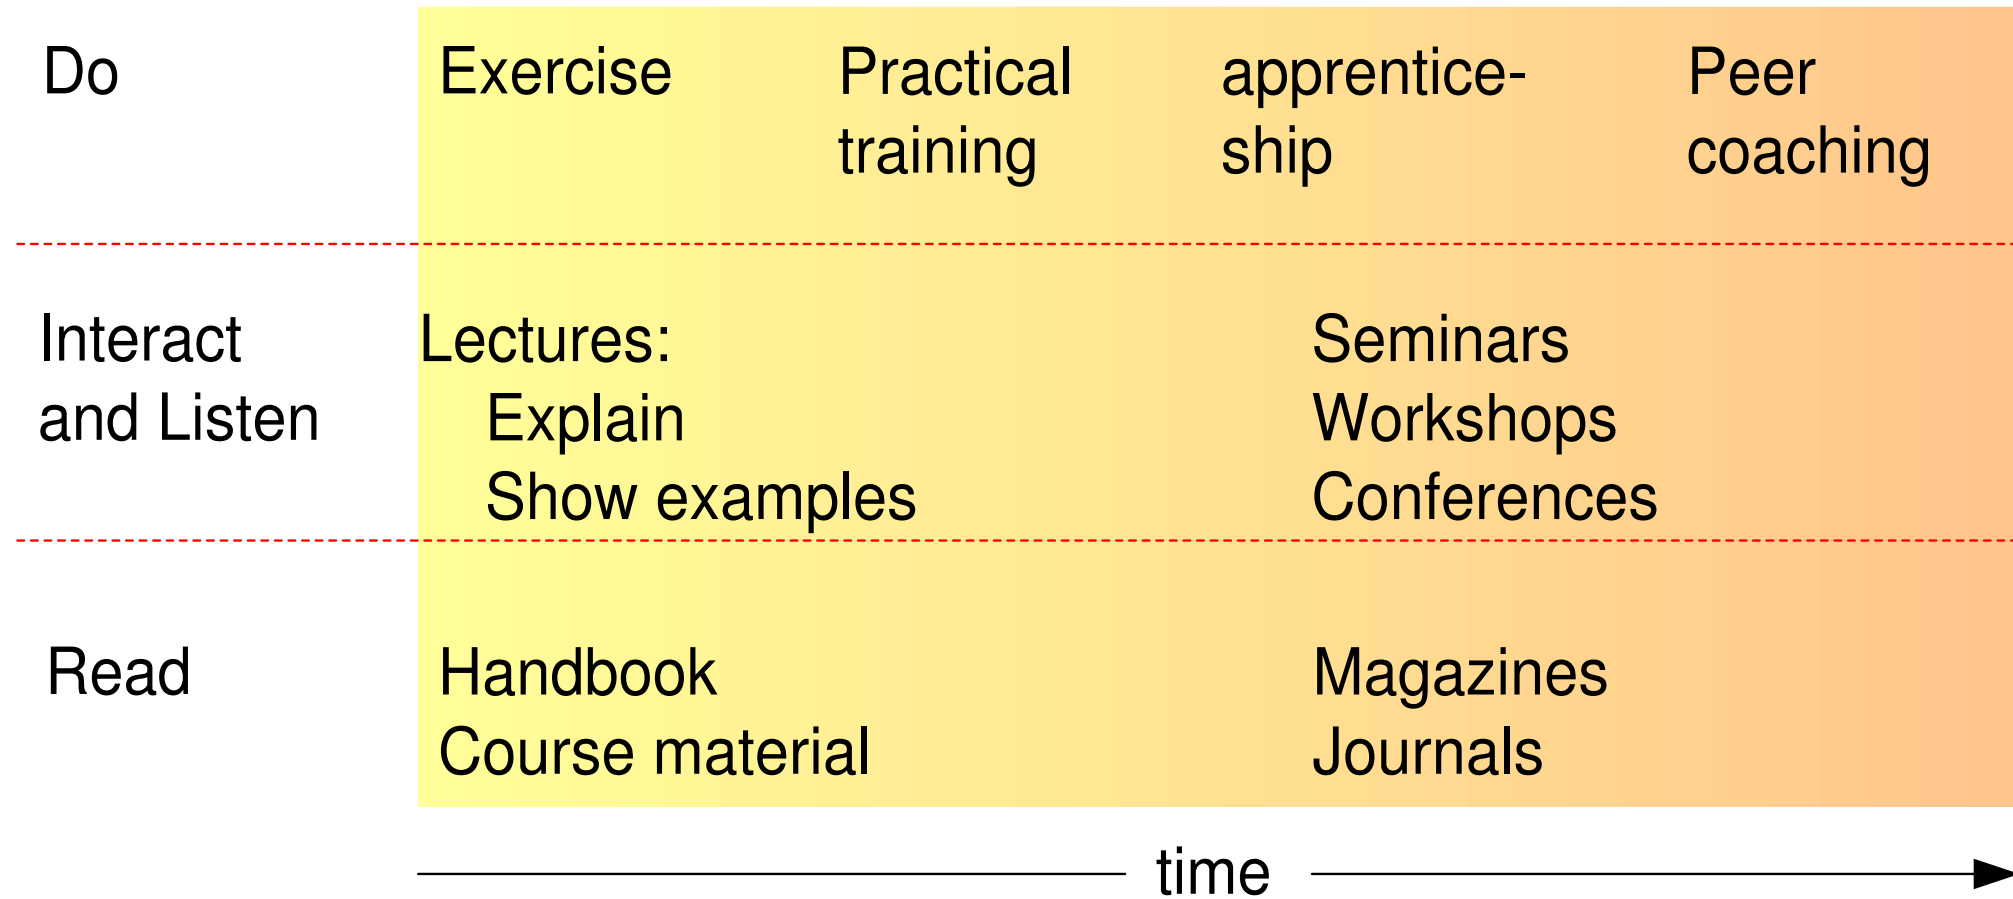 Do
Exercise
Practical
training
apprentice-
ship
Peer
coaching
Interact
and Listen
Lectures:
Explain
Show examples
Seminars
Workshops
Conferences
Read
Handbook
Course material
Magazines
Journals
time